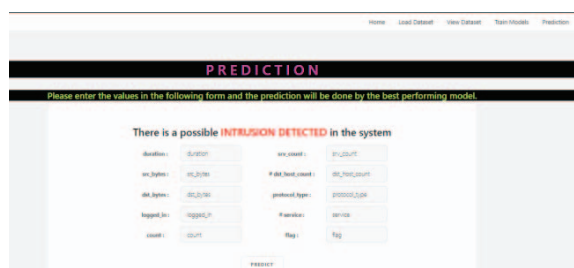 Home Load Dataset View Dataset Train Models Prediction
PREDICTION
Please enter the values in the following form and the prediction will be done by the best performing model.
There is a possible INTRUSION DETECTED in the system
duration : duration srv_count : srv_count
src_bytes : src_bytes # dst_host_count : dst_host_count
dst_bytes : dst_bytes protocol_type : protocol_type
logged_in : logged_in # service : service
count : count flag : flag
PREDICT